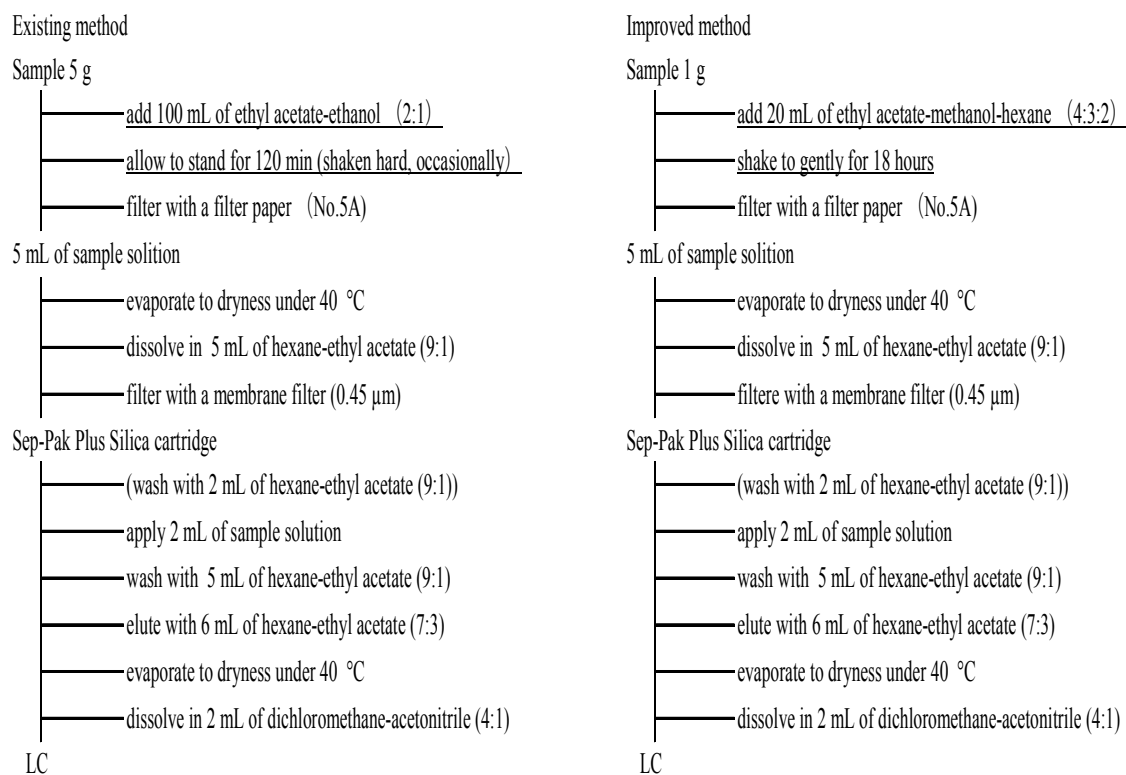 Existing method
Sample 5 g
add 100 mL of ethyl acetate-ethanol （2:1）
allow to stand for 120 min (shaken hard, occasionally）
filter with a filter paper （No.5A）
5 mL of sample solition
evaporate to dryness under 40 °C
dissolve in 5 mL of hexane-ethyl acetate (9:1)
filter with a membrane filter (0.45 µm)
Sep-Pak Plus Silica cartridge
(wash with 2 mL of hexane-ethyl acetate (9:1))
apply 2 mL of sample solution
wash with 5 mL of hexane-ethyl acetate (9:1)
elute with 6 mL of hexane-ethyl acetate (7:3)
evaporate to dryness under 40 °C
dissolve in 2 mL of dichloromethane-acetonitrile (4:1)
LC
Improved method
Sample 1 g
add 20 mL of ethyl acetate-methanol-hexane （4:3:2）
shake to gently for 18 hours
filter with a filter paper （No.5A)
5 mL of sample solition
evaporate to dryness under 40 °C
dissolve in 5 mL of hexane-ethyl acetate (9:1)
filtere with a membrane filter (0.45 µm)
Sep-Pak Plus Silica cartridge
(wash with 2 mL of hexane-ethyl acetate (9:1))
apply 2 mL of sample solution
wash with 5 mL of hexane-ethyl acetate (9:1)
elute with 6 mL of hexane-ethyl acetate (7:3)
evaporate to dryness under 40 °C
dissolve in 2 mL of dichloromethane-acetonitrile (4:1)
LC